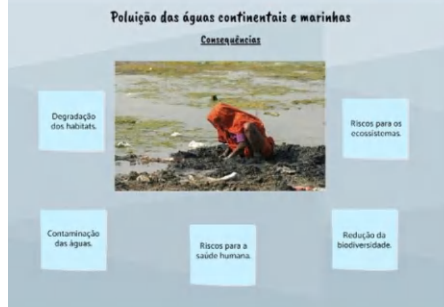 Poluição das águas continentais e marinhas
Consequências
Degradação
dos habitats.
Riscos para os
ecossistemas.
Contaminação
das águas.
Riscos para a
saúde humana.
Redução da
biodiversidade.